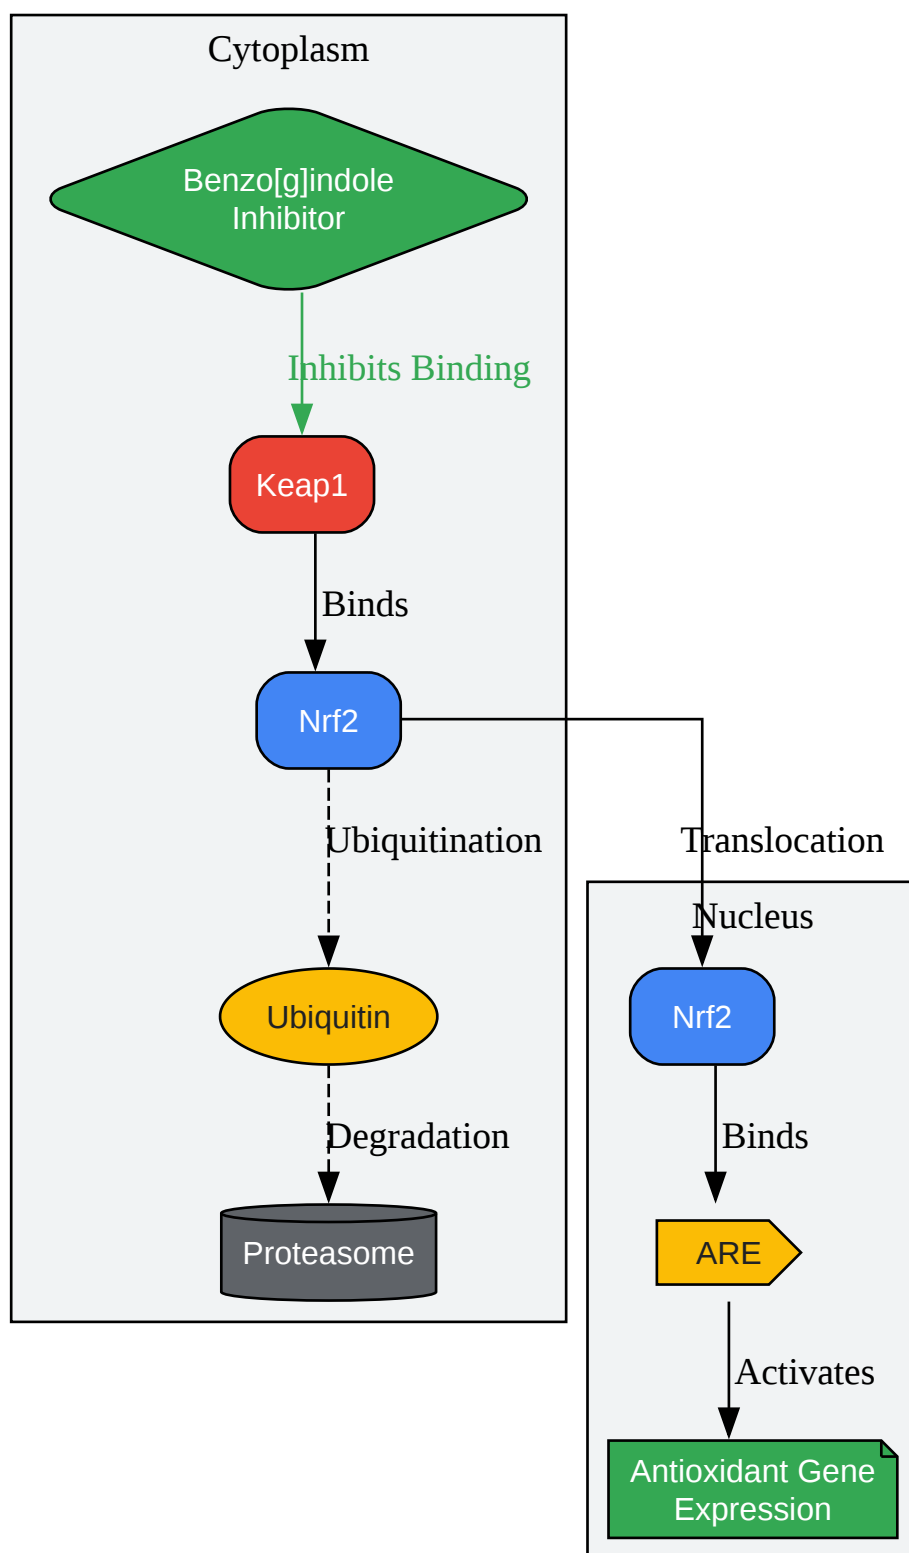 Cytoplasm
Benzo[g]indole
Inhibitor
Inhibits Binding
Keap1
Binds
Nrf2
Ubiquitination
Ubiquitin
Degradation
Proteasome
Translocation
Nucleus
Nrf2
Binds
ARE
Activates
Antioxidant Gene
Expression